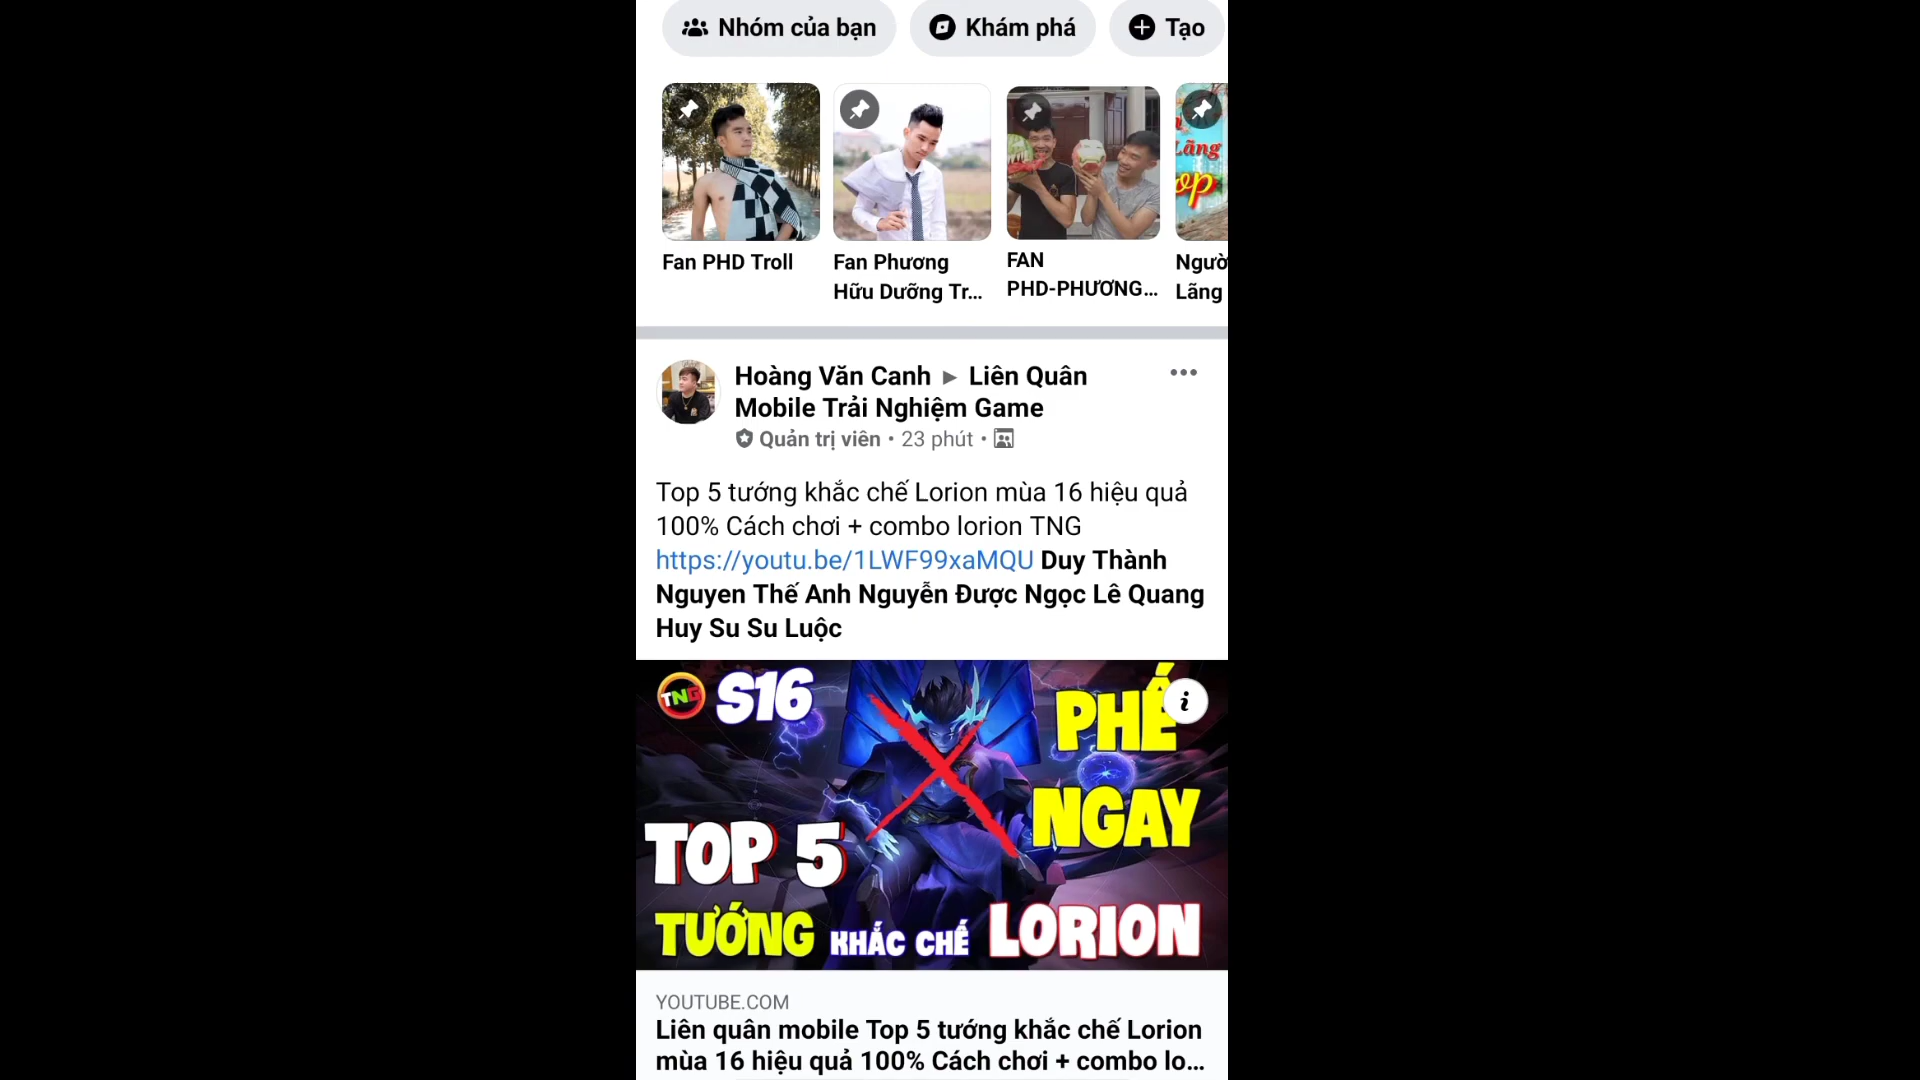 Nhóm của bạn
Khám phá
Tạo
Lãng
op
Fan PHD Troll
Fan Phương
Hữu Dưỡng Tr...
FAN
PHD-PHƯƠNG...
Ngườ
Lãng
Hoàng Văn Canh ▸ Liên Quân
Mobile Trải Nghiệm Game
Quản trị viên • 23 phút •
Top 5 tướng khắc chế Lorion mùa 16 hiệu quả
100% Cách chơi + combo lorion TNG
https://youtu.be/1LWF99xaMQU Duy Thành
Nguyen Thế Anh Nguyễn Được Ngọc Lê Quang
Huy Su Su Luộc
TNG S16
PHẾ
NGAY
TOP 5
TƯỚNG KHẮC CHẾ LORION
YOUTUBE.COM
Liên quân mobile Top 5 tướng khắc chế Lorion
mùa 16 hiệu quả 100% Cách chơi + combo lo...